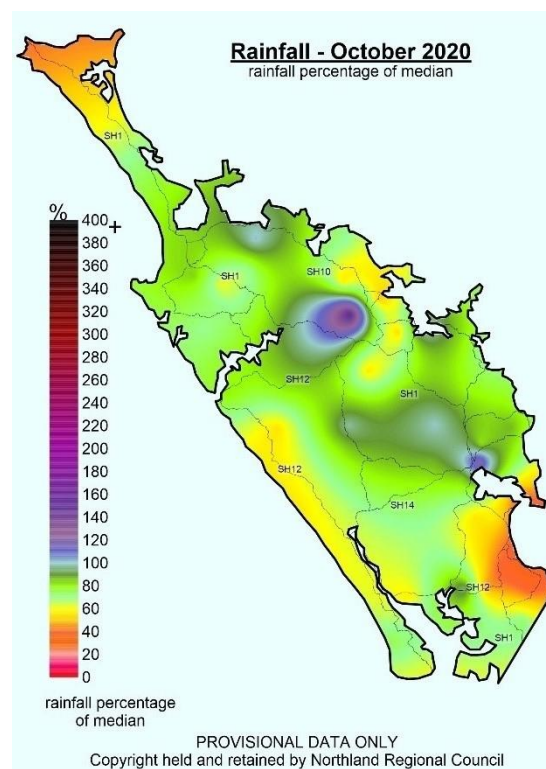 Rainfall - October 2020
rainfall percentage of median
SH1
%
400+
380
360
340
320
300
280
260
240
220
200
180
160
140
120
100
80
60
40
20
0
SH1
SH10
SH12
SH1
SH12
SH14
SH12
SH1
rainfall percentage
of median
PROVISIONAL DATA ONLY
Copyright held and retained by Northland Regional Council